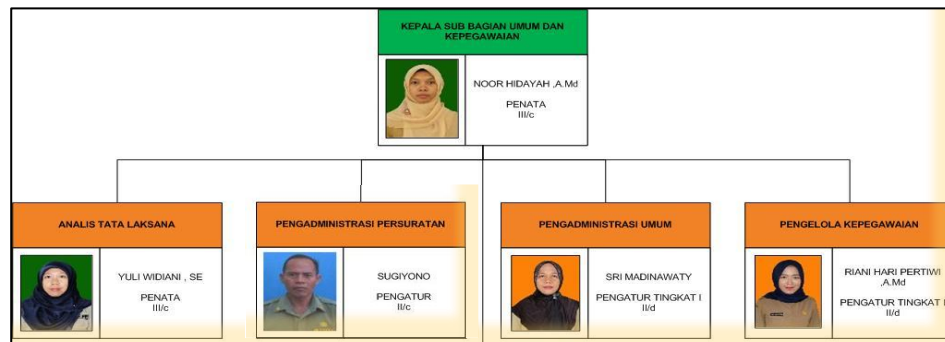 KEPALA SUB BAGIAN UMUM DAN
KEPEGAWAIAN
NOOR HIDAYAH ,A.Md
PENATA
III/c
ANALIS TATA LAKSANA
YULI WIDIANI , SE
PENATA
III/c
PENGADMINISTRASI PERSURATAN
SUGIYONO
PENGATUR
II/c
PENGADMINISTRASI UMUM
SRI MADINAWATY
PENGATUR TINGKAT I
II/d
PENGELOLA KEPEGAWAIAN
RIANI HARI PERTIWI
,A.Md
PENGATUR TINGKAT I
II/d